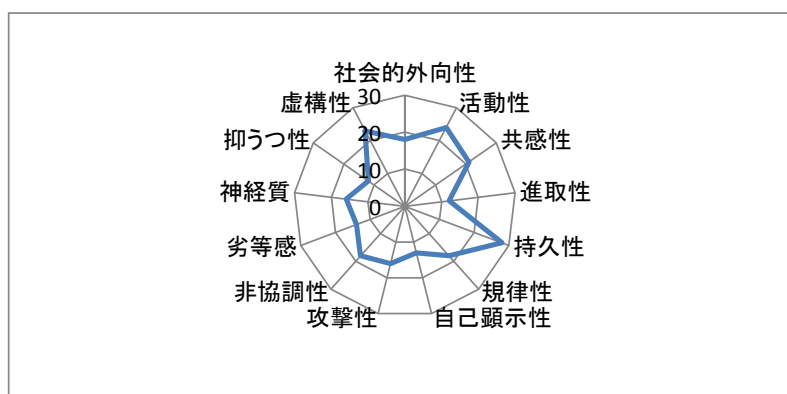 社会的外向性
活動性
共感性
進取性
持久性
規律性
自己顕示性
攻撃性
非協調性
劣等感
神経質
抑うつ性
虚構性
30
20
10
0